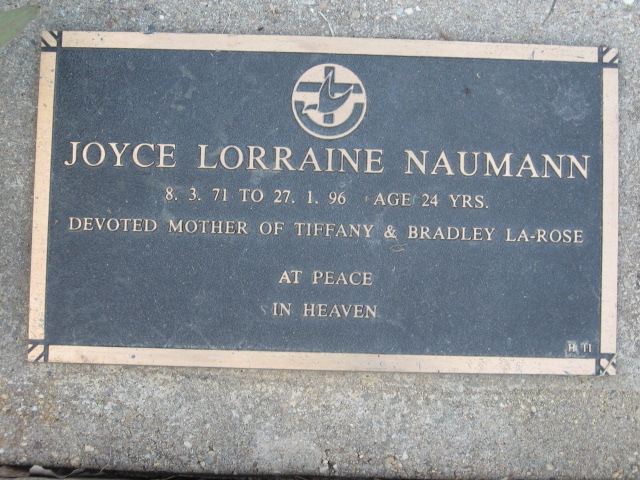 JOYCE LORRAINE NAUMANN
8. 3. 71 TO 27. 1. 96 AGE 24 YRS.
DEVOTED MOTHER OF TIFFANY & BRADLEY LA-ROSE
AT PEACE
IN HEAVEN